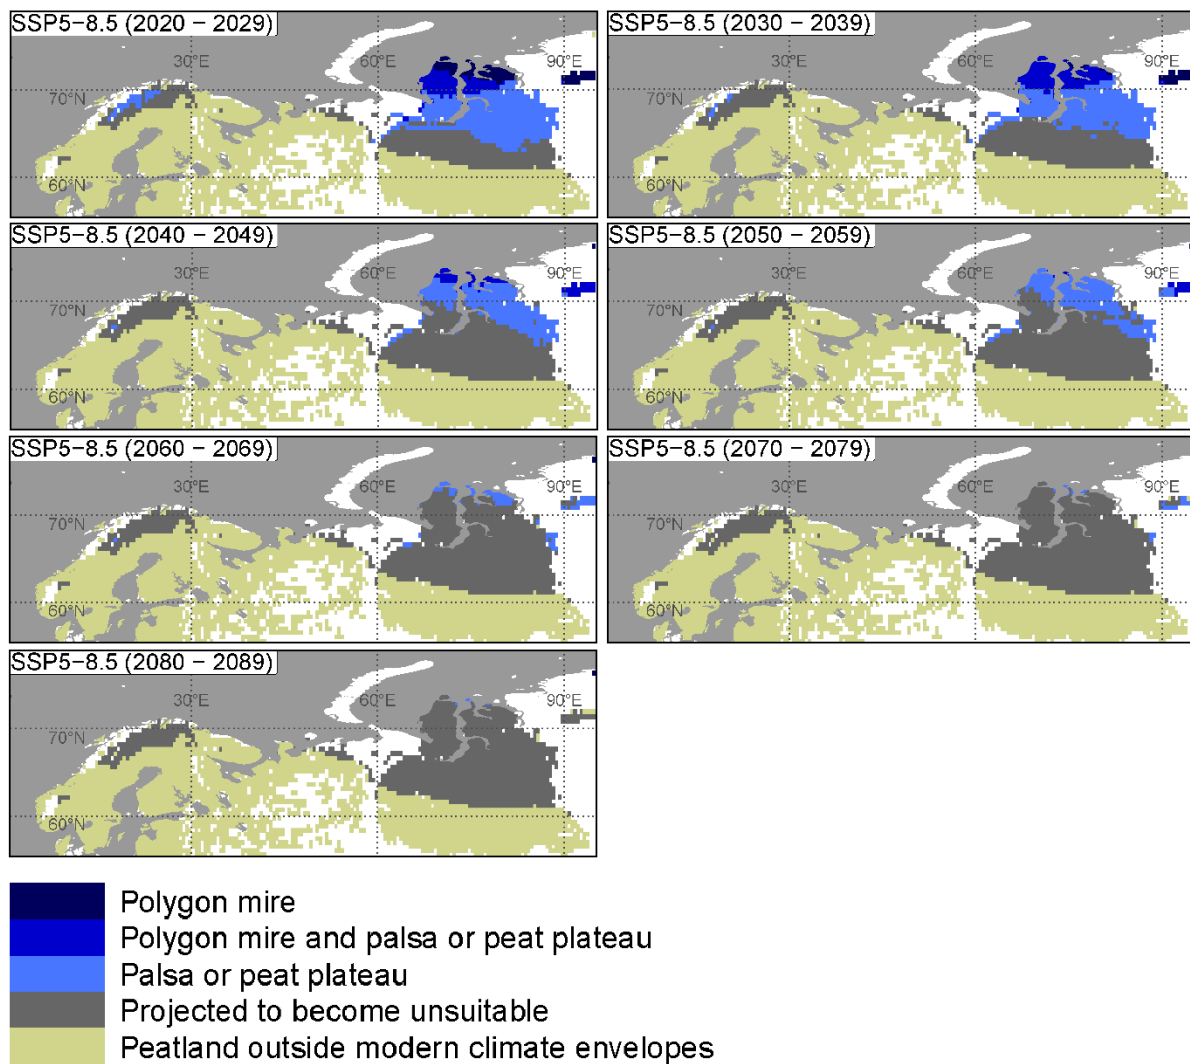 SSP5−8.5 (2020 − 2029)
30°E
60°E
90°E
70°N
60°N
SSP5−8.5 (2030 − 2039)
30°E
60°E
90°E
70°N
60°N
SSP5−8.5 (2040 − 2049)
30°E
60°E
90°E
70°N
60°N
SSP5−8.5 (2050 − 2059)
30°E
60°E
90°E
70°N
60°N
SSP5−8.5 (2060 − 2069)
30°E
60°E
90°E
70°N
60°N
SSP5−8.5 (2070 − 2079)
30°E
60°E
90°E
70°N
60°N
SSP5−8.5 (2080 − 2089)
30°E
60°E
90°E
70°N
60°N
Polygon mire
Polygon mire and palsa or peat plateau
Palsa or peat plateau
Projected to become unsuitable
Peatland outside modern climate envelopes